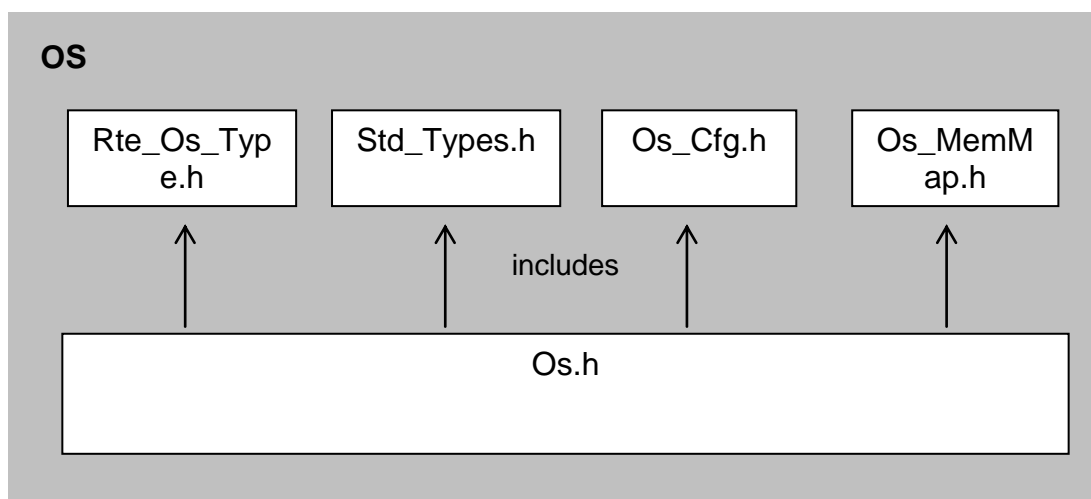 OS
Rte_Os_Typ
e.h
Std_Types.h
Os_Cfg.h
Os_MemM
ap.h
includes
Os.h